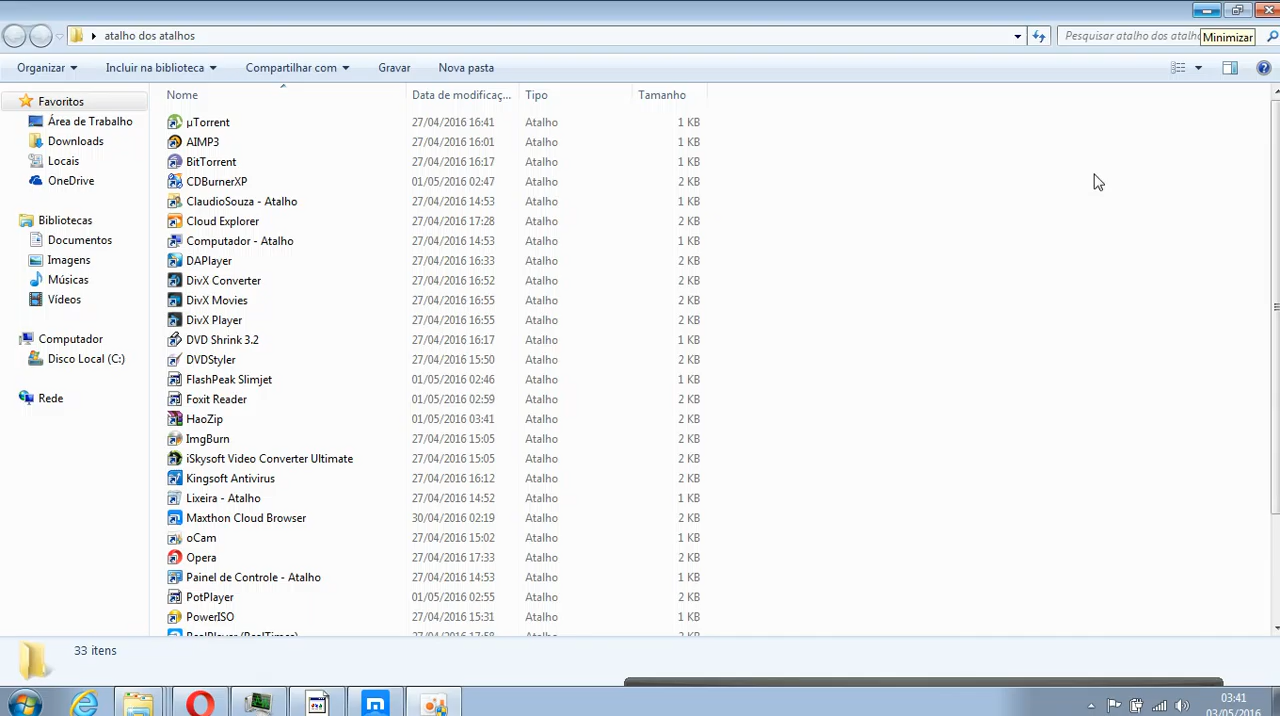 atalho dos atalhos
Pesquisar atalho dos atalho
Minimizar
Organizar Incluir na biblioteca Compartilhar com Gravar Nova pasta
Nome Data de modificaç... Tipo Tamanho
Favoritos
Área de Trabalho
Downloads
Locais
OneDrive
Bibliotecas
Documentos
Imagens
Músicas
Vídeos
Computador
Disco Local (C:)
Rede
µTorrent 27/04/2016 16:41 Atalho 1 KB
AIMP3 27/04/2016 16:01 Atalho 1 KB
BitTorrent 27/04/2016 16:17 Atalho 1 KB
CDBurnerXP 01/05/2016 02:47 Atalho 2 KB
ClaudioSouza - Atalho 27/04/2016 14:53 Atalho 1 KB
Cloud Explorer 27/04/2016 17:28 Atalho 2 KB
Computador - Atalho 27/04/2016 14:53 Atalho 1 KB
DAPlayer 27/04/2016 16:33 Atalho 2 KB
DivX Converter 27/04/2016 16:52 Atalho 2 KB
DivX Movies 27/04/2016 16:55 Atalho 2 KB
DivX Player 27/04/2016 16:55 Atalho 2 KB
DVD Shrink 3.2 27/04/2016 16:17 Atalho 2 KB
DVDStyler 27/04/2016 15:50 Atalho 2 KB
FlashPeak Slimjet 01/05/2016 02:46 Atalho 1 KB
Foxit Reader 01/05/2016 02:59 Atalho 2 KB
HaoZip 01/05/2016 03:41 Atalho 2 KB
ImgBurn 27/04/2016 15:05 Atalho 2 KB
iSkysoft Video Converter Ultimate 27/04/2016 15:05 Atalho 2 KB
Kingsoft Antivirus 27/04/2016 16:12 Atalho 2 KB
Lixeira - Atalho 27/04/2016 14:52 Atalho 1 KB
Maxthon Cloud Browser 30/04/2016 02:19 Atalho 2 KB
oCam 27/04/2016 15:02 Atalho 1 KB
Opera 27/04/2016 17:33 Atalho 2 KB
Painel de Controle - Atalho 27/04/2016 14:53 Atalho 1 KB
PotPlayer 01/05/2016 02:55 Atalho 2 KB
PowerISO 27/04/2016 15:31 Atalho 1 KB
RealPlayer (RealTimes) 27/04/2016 17:58 Atalho 2 KB
33 itens
03:41
03/05/2016